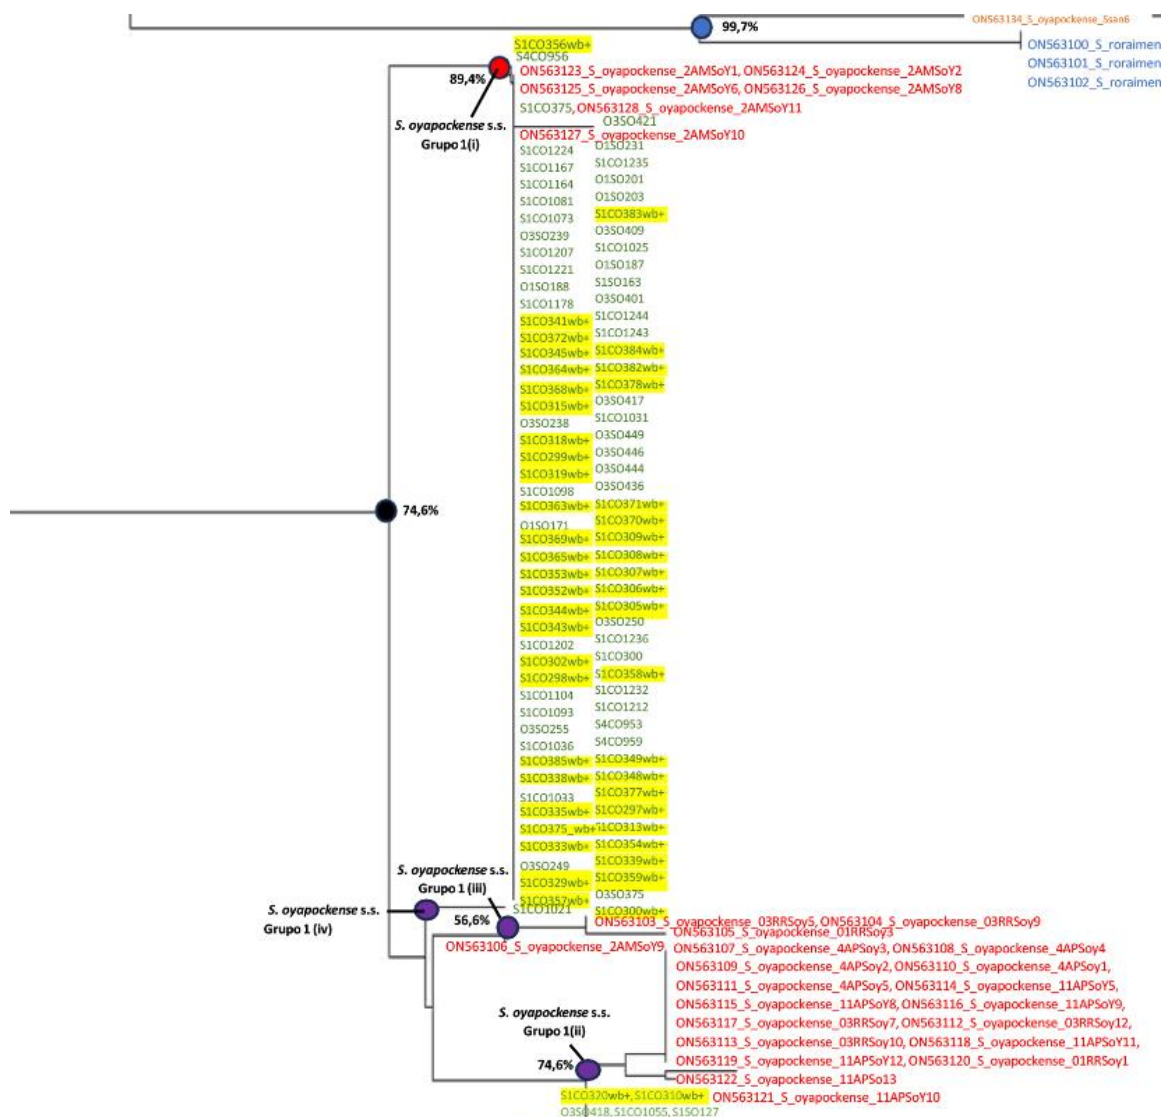 ON563134_S_oyapockense_Ssan6
99,7%
ON563100_S_roraimen
ON563101_S_roraimen
ON563102_S_roraimen
S1CO356wb+
S4CO956
89,4%
ON563123_S_oyapockense_2AMSoY1, ON563124_S_oyapockense_2AMSoY2
ON563125_S_oyapockense_2AMSoY6, ON563126_S_oyapockense_2AMSoY8
S1CO375, ON563128_S_oyapockense_2AMSoY11
S. oyapockense s.s.
Grupo 1(i)
O3SO421
ON563127_S_oyapockense_2AMSoY10
S1CO1224
S1CO1167
S1CO1164
S1CO1081
S1CO1073
O3SO239
S1CO1207
S1CO1221
O1SO188
S1CO1178
S1CO341wb+
S1CO372wb+
S1CO345wb+
S1CO364wb+
S1CO368wb+
S1CO315wb+
O3SO238
S1CO318wb+
S1CO299wb+
S1CO319wb+
S1CO1098
S1CO363wb+
O1SO171
S1CO369wb+
S1CO365wb+
S1CO353wb+
S1CO352wb+
S1CO344wb+
S1CO343wb+
S1CO1202
S1CO302wb+
S1CO298wb+
S1CO1104
S1CO1093
O3SO255
S1CO1036
S1CO385wb+
S1CO338wb+
S1CO1033
S1CO335wb+
S1CO375_wb+
S1CO333wb+
O3SO249
S1CO329wb+
S1CO357wb+
S1CO1021
O1SO231
S1CO1235
O1SO201
O1SO203
S1CO383wb+
O3SO409
S1CO1025
O1SO187
S1SO163
O3SO401
S1CO1244
S1CO1243
S1CO384wb+
S1CO382wb+
S1CO378wb+
O3SO417
S1CO1031
O3SO449
O3SO446
O3SO444
O3SO436
S1CO371wb+
S1CO370wb+
S1CO309wb+
S1CO308wb+
S1CO307wb+
S1CO306wb+
S1CO305wb+
O3SO250
S1CO1236
S1CO300
S1CO358wb+
S1CO1232
S1CO1212
S4CO953
S4CO959
S1CO349wb+
S1CO348wb+
S1CO377wb+
S1CO297wb+
S1CO313wb+
S1CO354wb+
S1CO339wb+
S1CO359wb+
O3SO375
S1CO300wb+
74,6%
S. oyapockense s.s.
Grupo 1 (iii)
S. oyapockense s.s.
Grupo 1 (iv)
56,6%
ON563103_S_oyapockense_03RRSoy5, ON563104_S_oyapockense_03RRSoy9
ON563105_S_oyapockense_01RRSoy3
ON563106_S_oyapockense_2AMSoY9
ON563107_S_oyapockense_4APSoy3, ON563108_S_oyapockense_4APSoy4
ON563109_S_oyapockense_4APSoy2, ON563110_S_oyapockense_4APSoy1,
ON563111_S_oyapockense_4APSoy5, ON563114_S_oyapockense_11APSoY5,
ON563115_S_oyapockense_11APSoY8, ON563116_S_oyapockense_11APSoY9,
ON563117_S_oyapockense_03RRSoy7, ON563112_S_oyapockense_03RRSoy12,
ON563113_S_oyapockense_03RRSoy10, ON563118_S_oyapockense_11APSoY11,
ON563119_S_oyapockense_11APSoY12, ON563120_S_oyapockense_01RRSoy1
S. oyapockense s.s.
Grupo 1(ii)
74,6%
ON563122_S_oyapockense_11APSo13
S1CO320wb+, S1CO310wb+ ON563121_S_oyapockense_11APSoY10
O3SO418, S1CO1055, S1SO127